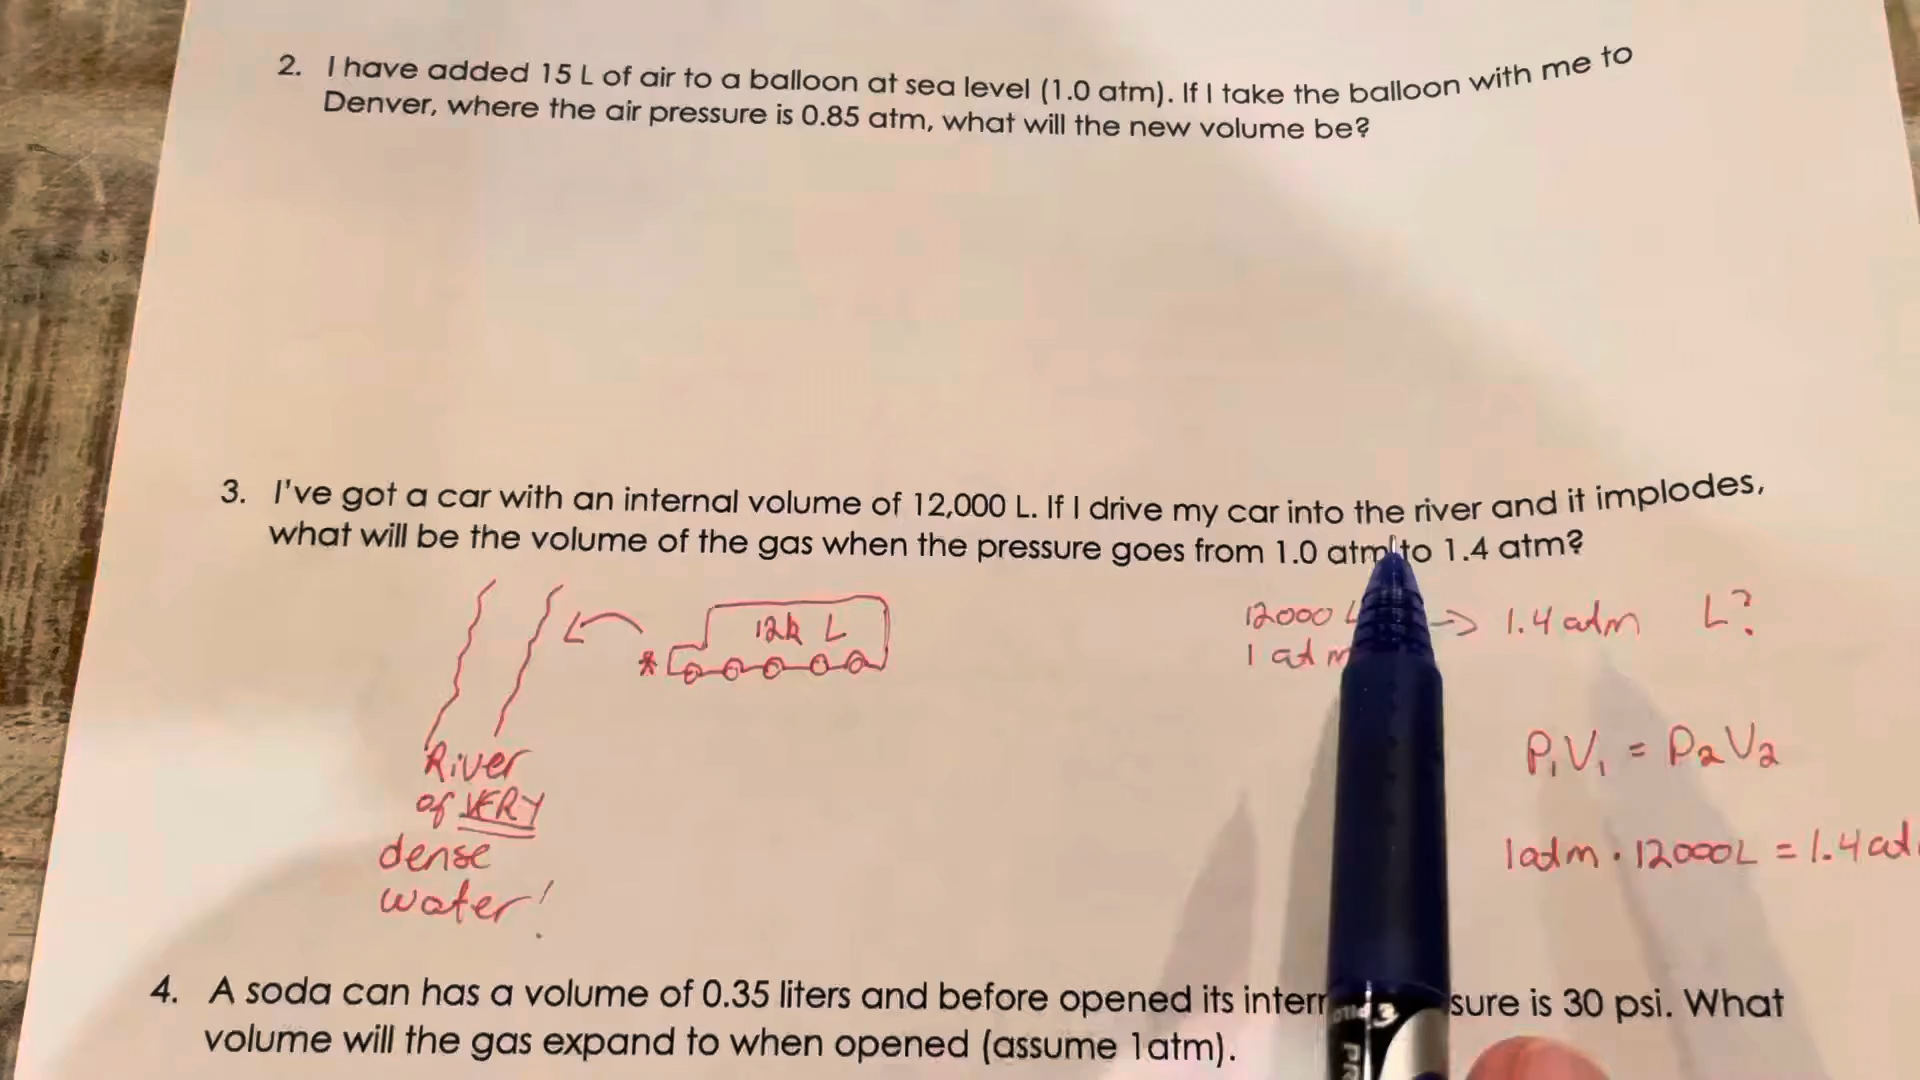 2. I have added 15 L of air to a balloon at sea level (1.0 atm). If I take the balloon with me to
Denver, where the air pressure is 0.85 atm, what will the new volume be?
3. I've got a car with an internal volume of 12,000 L. If I drive my car into the river and it implodes,
what will be the volume of the gas when the pressure goes from 1.0 atm to 1.4 atm?
12k L
12000 L → 1.4 atm L?
1 atm
River
of VERY
dense
water!
P₁V₁ = P₂V₂
1atm · 12000L = 1.4 at
4. A soda can has a volume of 0.35 liters and before opened its inter sure is 30 psi. What
volume will the gas expand to when opened (assume 1atm).